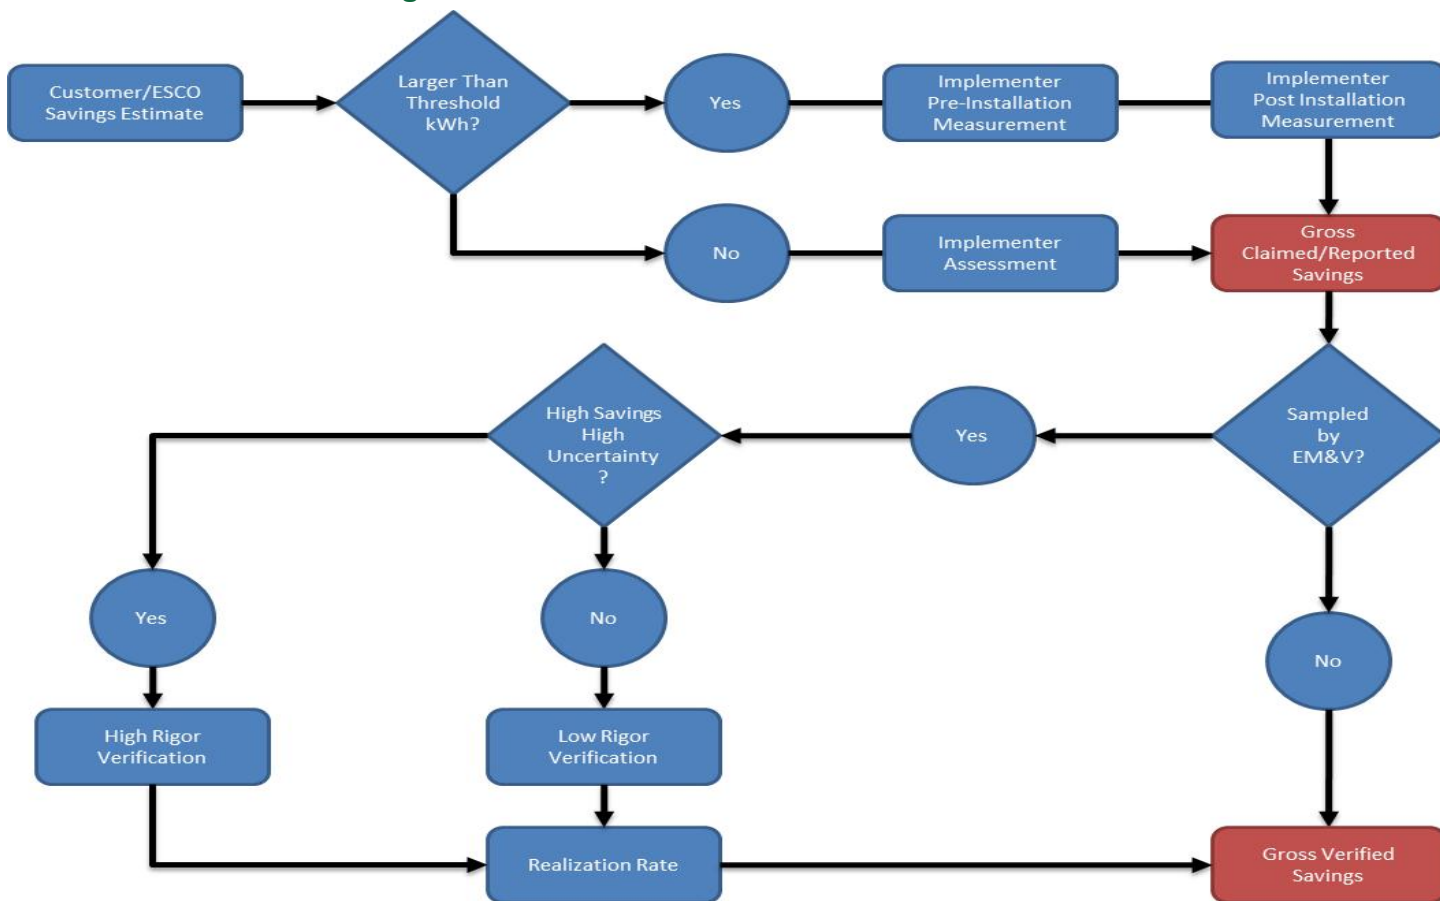 Customer/ESCO
Savings Estimate
Larger Than
Threshold
kWh?
Yes
Implementer
Pre-Installation
Measurement
Implementer
Post Installation
Measurement
No
Implementer
Assessment
Gross
Claimed/Reported
Savings
High Savings
High
Uncertainty
?
Yes
Sampled
by
EM&V?
Yes
No
No
High Rigor
Verification
Low Rigor
Verification
Realization Rate
Gross Verified
Savings